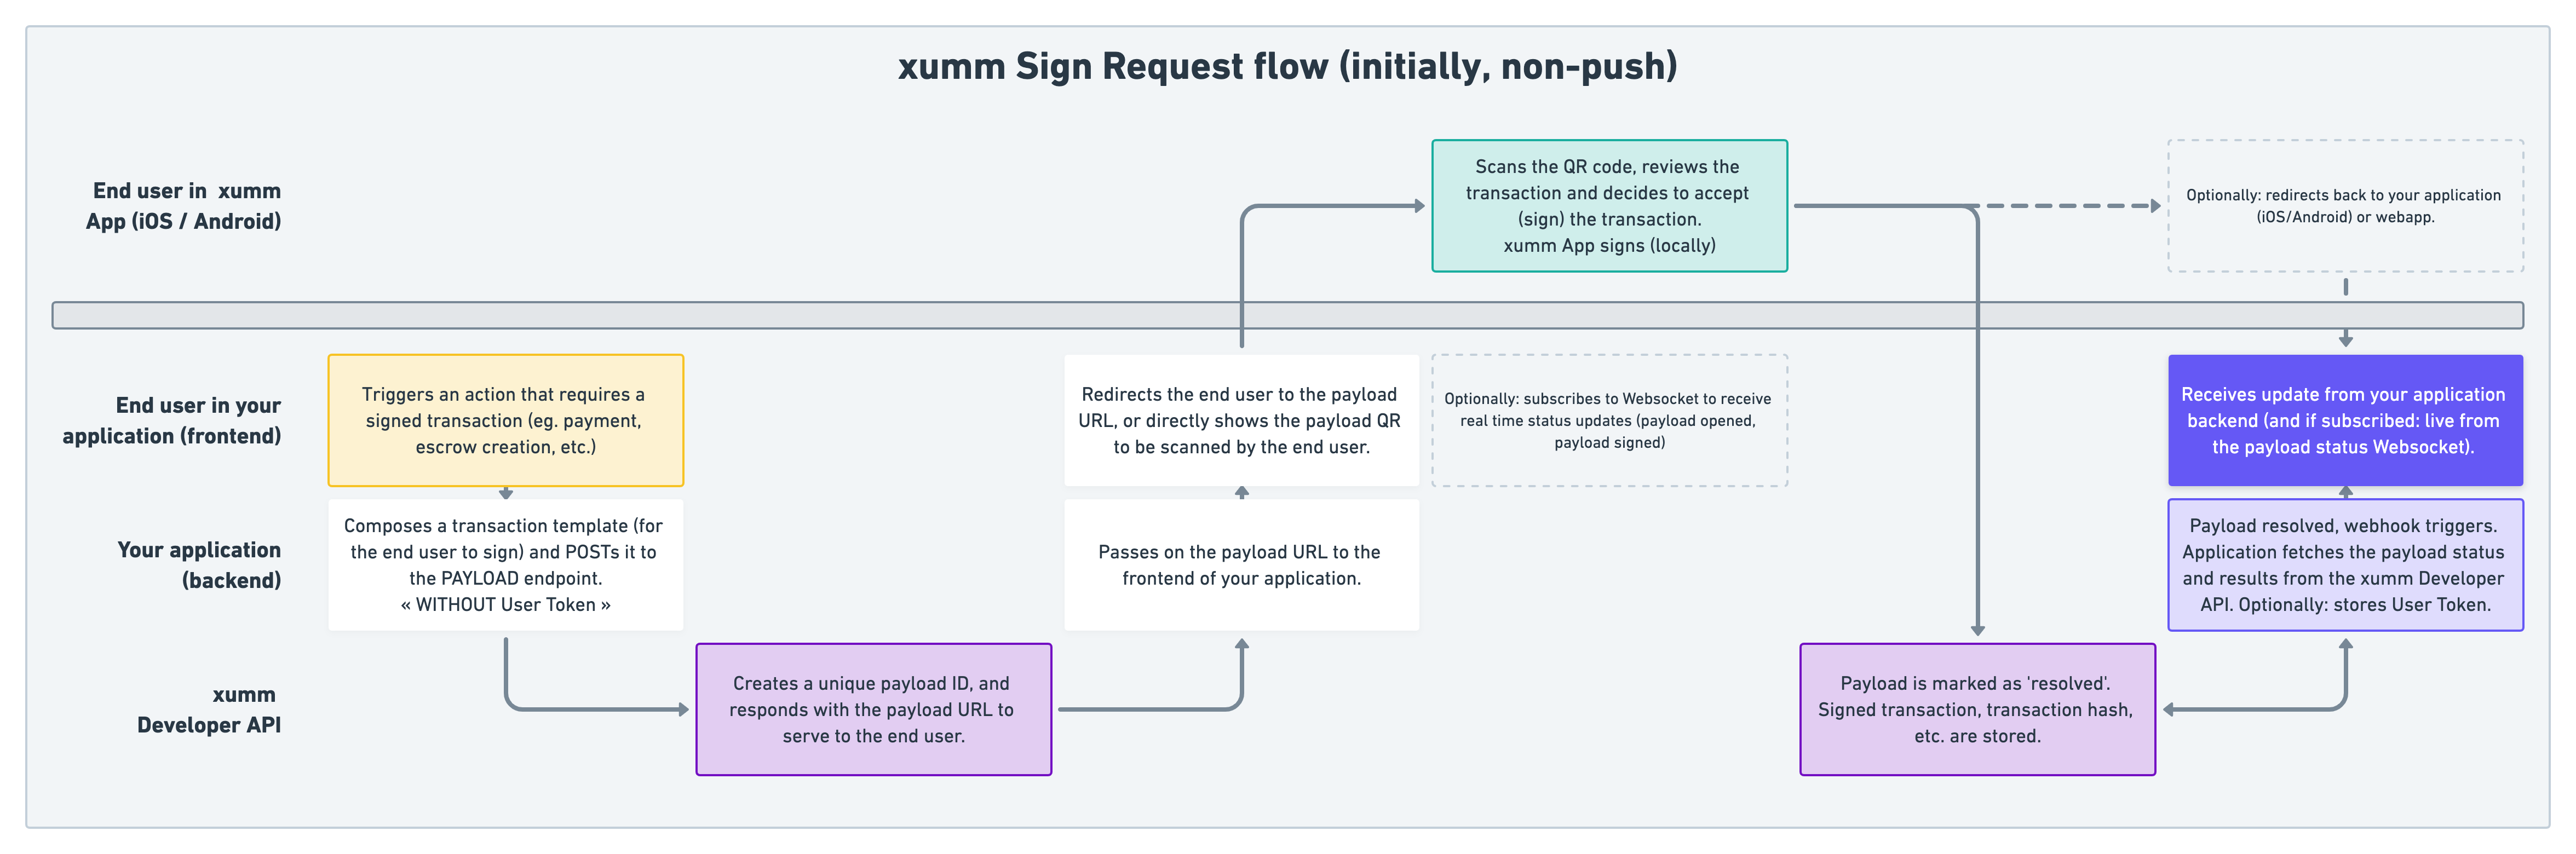 xumm Sign Request flow (initially, non-push)
End user in xumm
App (iOS / Android)
Scans the QR code, reviews the
transaction and decides to accept
(sign) the transaction.
xumm App signs (locally)
Optionally: redirects back to your application
(iOS/Android) or webapp.
End user in your
application (frontend)
Triggers an action that requires a
signed transaction (eg. payment,
escrow creation, etc.)
Redirects the end user to the payload
URL, or directly shows the payload QR
to be scanned by the end user.
Optionally: subscribes to Websocket to receive
real time status updates (payload opened,
payload signed)
Receives update from your application
backend (and if subscribed: live from
the payload status Websocket).
Your application
(backend)
Composes a transaction template (for
the end user to sign) and POSTs it to
the PAYLOAD endpoint.
« WITHOUT User Token »
Passes on the payload URL to the
frontend of your application.
Payload resolved, webhook triggers.
Application fetches the payload status
and results from the xumm Developer
API. Optionally: stores User Token.
xumm
Developer API
Creates a unique payload ID, and
responds with the payload URL to
serve to the end user.
Payload is marked as 'resolved'.
Signed transaction, transaction hash,
etc. are stored.